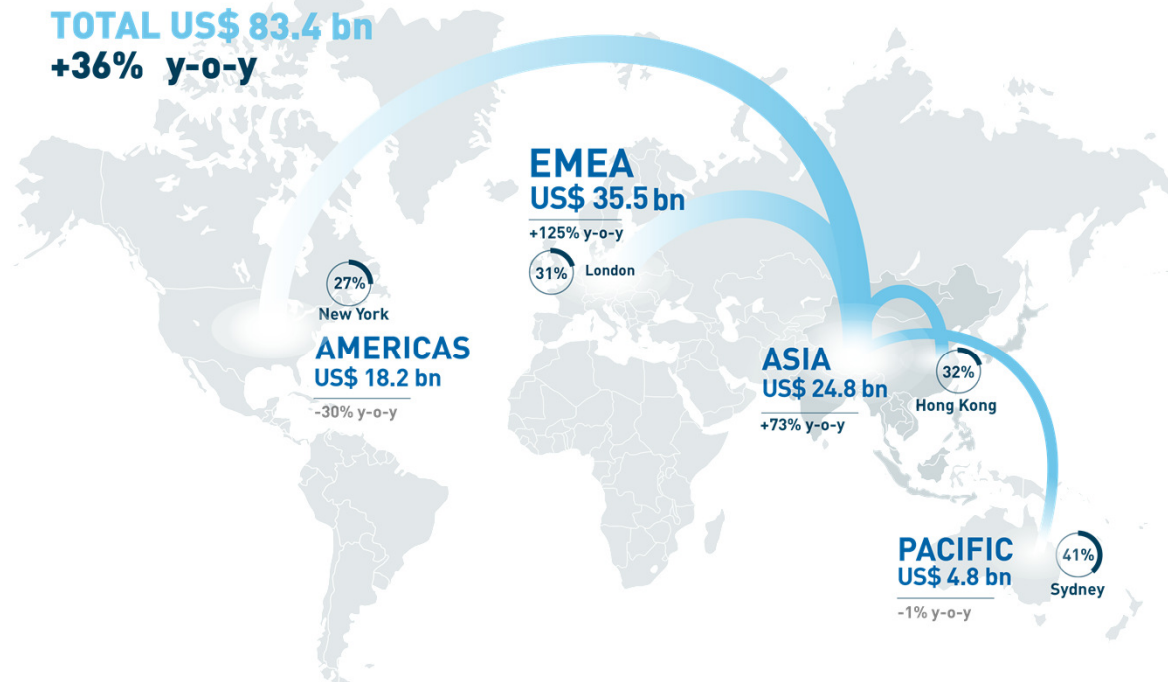 TOTAL US$ 83.4 bn
+36% y-o-y
EMEA
US$ 35.5 bn
+125% y-o-y
31%
London
27%
New York
AMERICAS
US$ 18.2 bn
-30% y-o-y
ASIA
US$ 24.8 bn
+73% y-o-y
32%
Hong Kong
PACIFIC
US$ 4.8 bn
-1% y-o-y
41%
Sydney